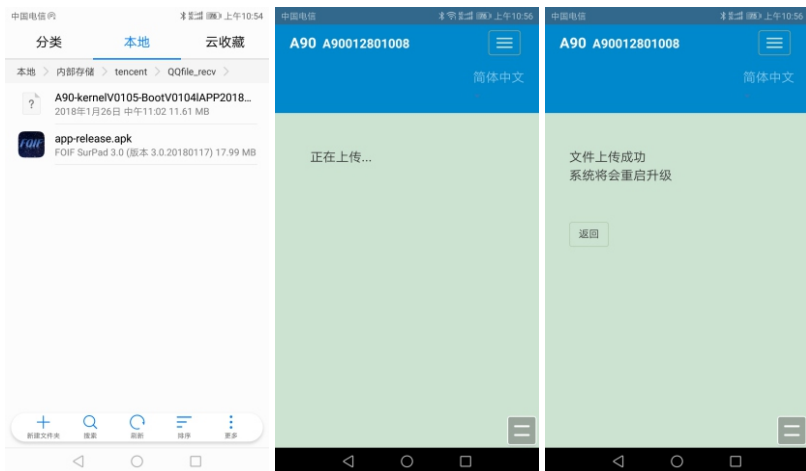 中国电信
上午10:54
分类
本地
云收藏
本地 > 内部存储 > tencent > QQfile_recv >
?
A90-kernelV0105-BootV0104IAPP2018...
2018年1月26日 中午11:02 11.61 MB
FOIF
app-release.apk
FOIF SurPad 3.0 (版本 3.0.20180117) 17.99 MB
新建文件夹
搜索
刷新
排序
更多
中国电信
上午10:56
A90 A90012801008
简体中文
正在上传...
中国电信
上午10:56
A90 A90012801008
简体中文
文件上传成功
系统将会重启升级
返回